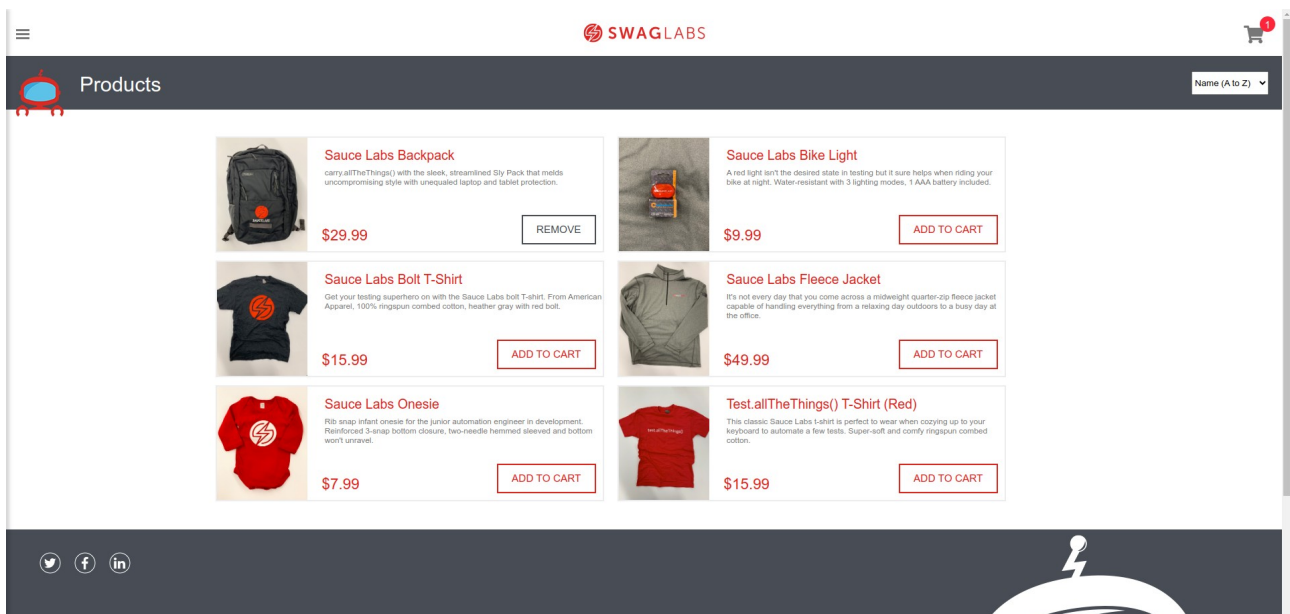 SWAGLABS
1
Products
Name (A to Z)
Sauce Labs Backpack
carry.allTheThings() with the sleek, streamlined Sly Pack that melds
uncompromising style with unequaled laptop and tablet protection.
$29.99
REMOVE
Sauce Labs Bike Light
A red light isn't the desired state in testing but it sure helps when riding your
bike at night. Water-resistant with 3 lighting modes, 1 AAA battery included.
$9.99
ADD TO CART
Sauce Labs Bolt T-Shirt
Get your testing superhero on with the Sauce Labs bolt T-shirt. From American
Apparel, 100% ringspun combed cotton, heather gray with red bolt.
$15.99
ADD TO CART
Sauce Labs Fleece Jacket
It's not every day that you come across a midweight quarter-zip fleece jacket
capable of handling everything from a relaxing day outdoors to a busy day at
the office.
$49.99
ADD TO CART
Sauce Labs Onesie
Rib snap infant onesie for the junior automation engineer in development.
Reinforced 3-snap bottom closure, two-needle hemmed sleeved and bottom
won't unravel.
$7.99
ADD TO CART
test.allTheThings()
Test.allTheThings() T-Shirt (Red)
This classic Sauce Labs t-shirt is perfect to wear when cozying up to your
keyboard to automate a few tests. Super-soft and comfy ringspun combed
cotton.
$15.99
ADD TO CART